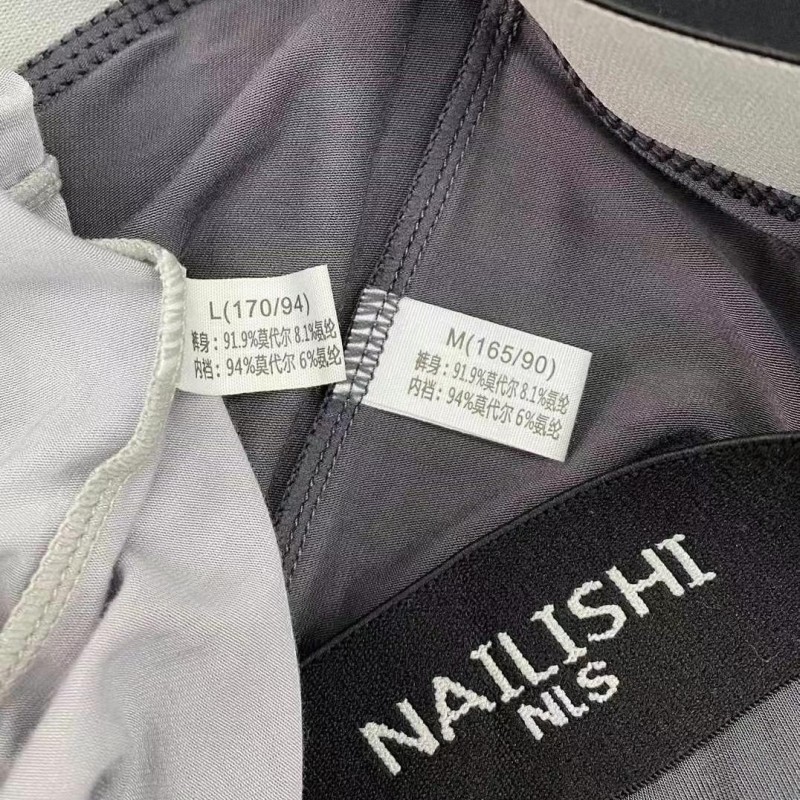 L(170/94)
裤身：91.9%莫代尔 8.1%氨纶
内裆：94%莫代尔 6%氨纶
M(165/90)
裤身：91.9%莫代尔 8.1%氨纶
内裆：94%莫代尔 6%氨纶
NAILISHI
NLS